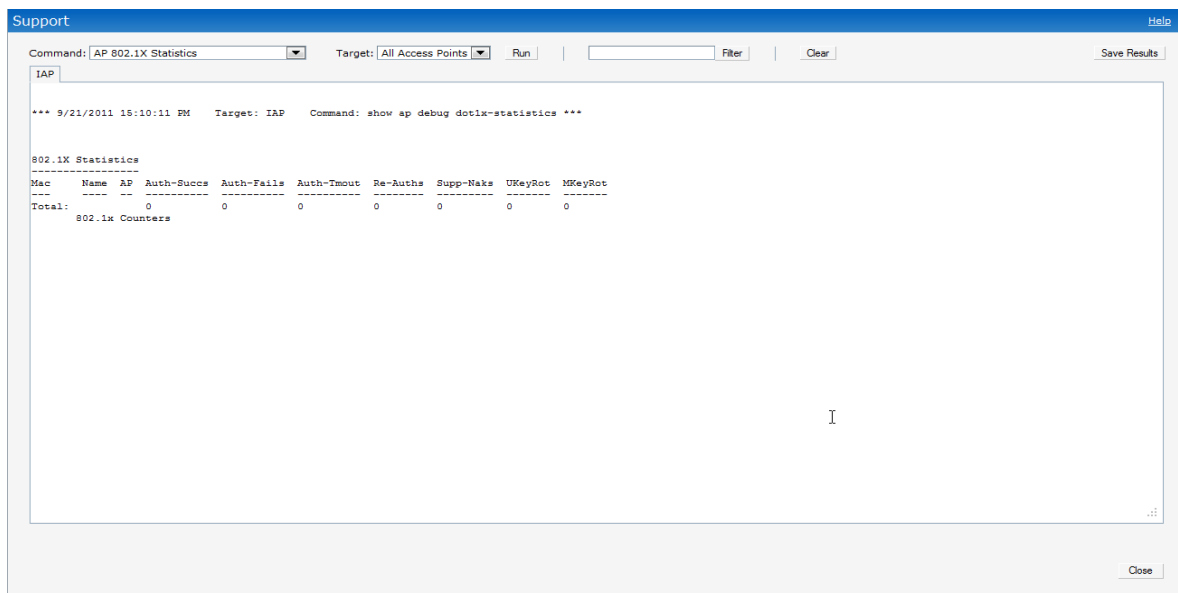 Support Help
Command: AP 802.1X Statistics Target: All Access Points Run Filter Clear Save Results
IAP
*** 9/21/2011 15:10:11 PM Target: IAP Command: show ap debug dot1x-statistics ***
802.1X Statistics
-----------------
Mac Name AP Auth-Succs Auth-Fails Auth-Tmout Re-Auths Supp-Naks UKeyRot MKeyRot
--- ---- -- ---------- ---------- ---------- -------- --------- ------- -------
Total: 0 0 0 0 0 0 0
802.1x Counters
Close